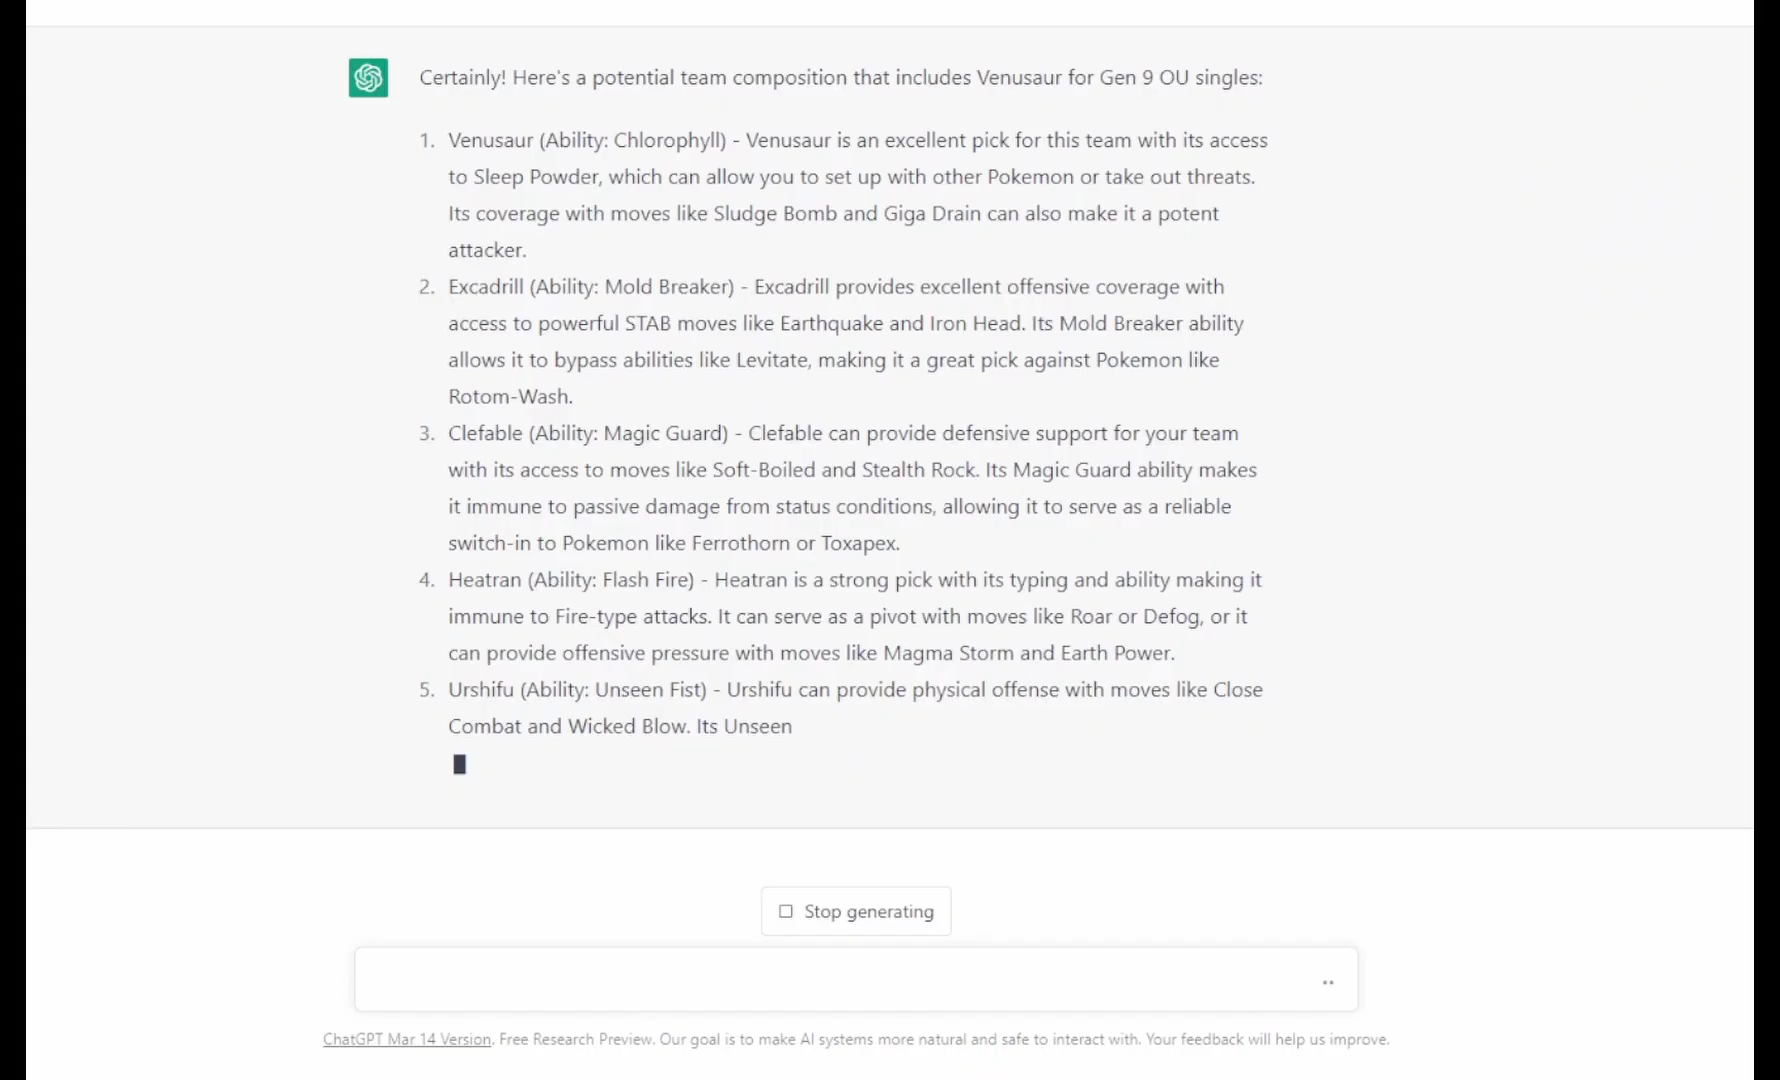 Certainly! Here's a potential team composition that includes Venusaur for Gen 9 OU singles:
1. Venusaur (Ability: Chlorophyll) - Venusaur is an excellent pick for this team with its access
to Sleep Powder, which can allow you to set up with other Pokemon or take out threats.
Its coverage with moves like Sludge Bomb and Giga Drain can also make it a potent
attacker.
2. Excadrill (Ability: Mold Breaker) - Excadrill provides excellent offensive coverage with
access to powerful STAB moves like Earthquake and Iron Head. Its Mold Breaker ability
allows it to bypass abilities like Levitate, making it a great pick against Pokemon like
Rotom-Wash.
3. Clefable (Ability: Magic Guard) - Clefable can provide defensive support for your team
with its access to moves like Soft-Boiled and Stealth Rock. Its Magic Guard ability makes
it immune to passive damage from status conditions, allowing it to serve as a reliable
switch-in to Pokemon like Ferrothorn or Toxapex.
4. Heatran (Ability: Flash Fire) - Heatran is a strong pick with its typing and ability making it
immune to Fire-type attacks. It can serve as a pivot with moves like Roar or Defog, or it
can provide offensive pressure with moves like Magma Storm and Earth Power.
5. Urshifu (Ability: Unseen Fist) - Urshifu can provide physical offense with moves like Close
Combat and Wicked Blow. Its Unseen
Stop generating
ChatGPT Mar 14 Version. Free Research Preview. Our goal is to make AI systems more natural and safe to interact with. Your feedback will help us improve.